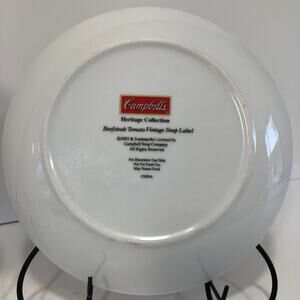 Campbell's
Heritage Collection
Beefsteak Tomato Vintage Soup Label
©2003 & Trademarks Licensed by
Campbell Soup Company
All Rights Reserved
For Decorative Use Only
Not For Food Use
May Poison Food
CHINA